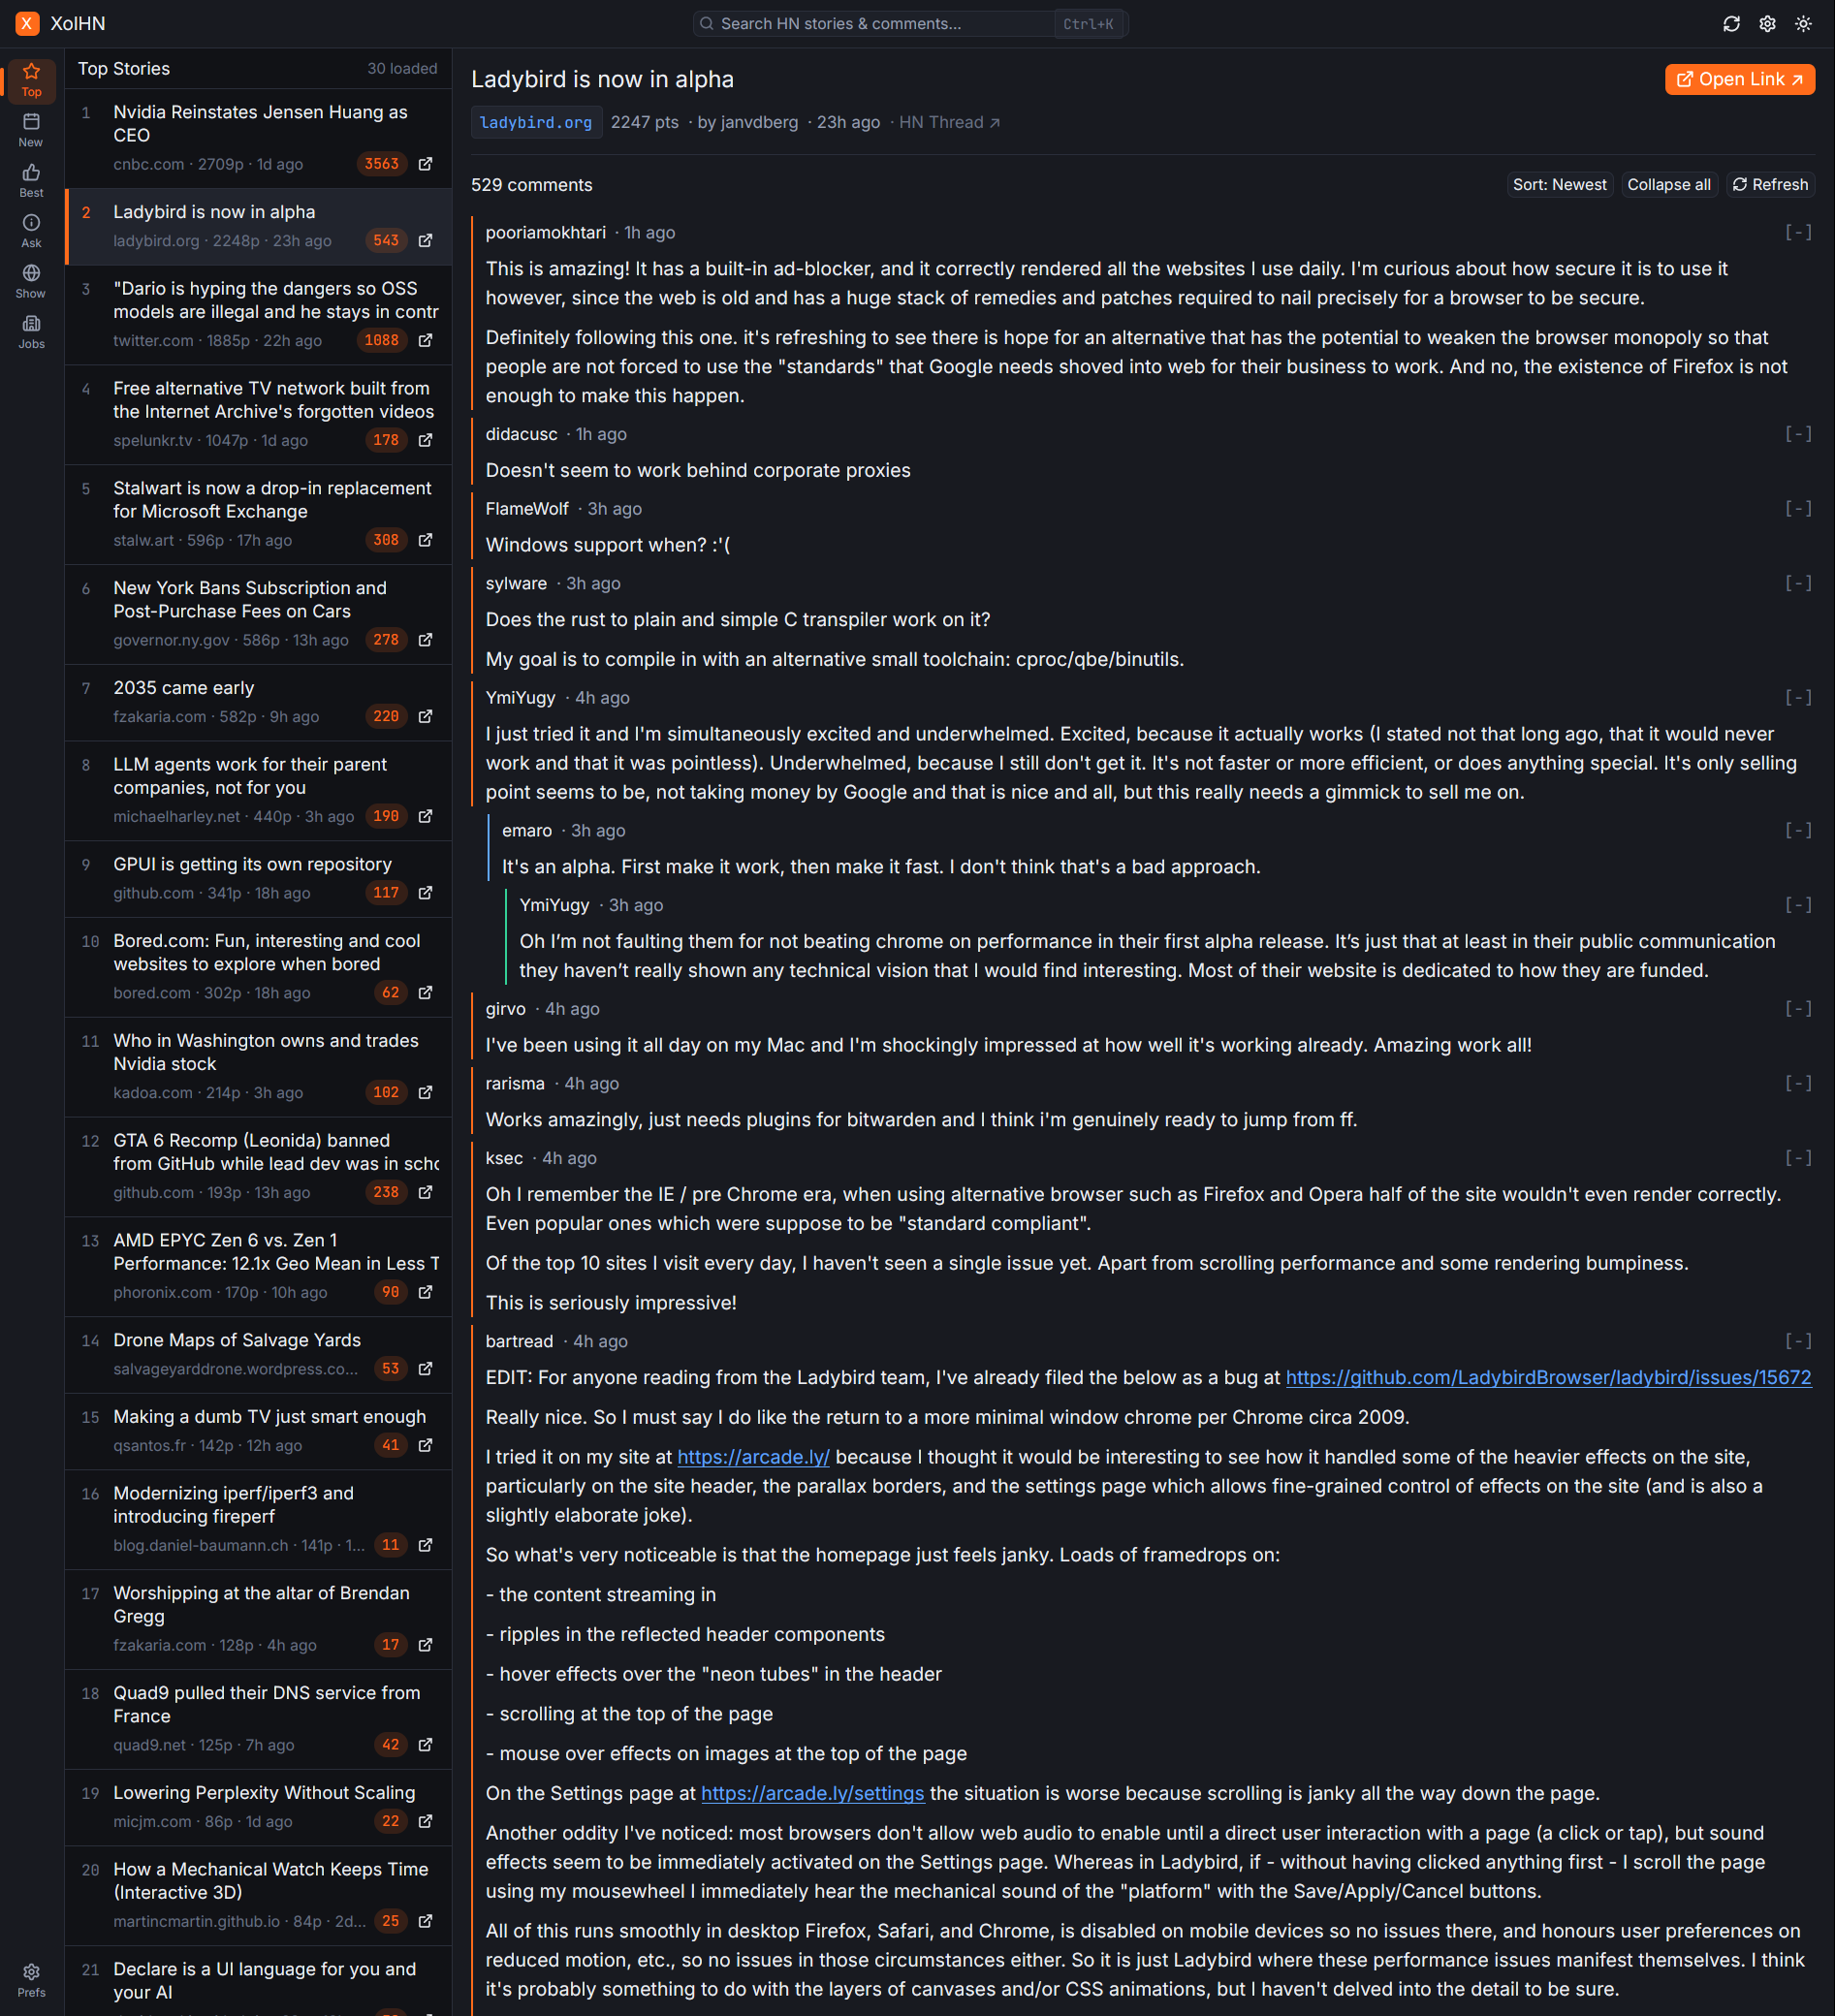 X XolHN
Search HN stories & comments... Ctrl+K
Top
New
Best
Ask
Show
Jobs
Prefs
Top Stories 30 loaded
1 Nvidia Reinstates Jensen Huang as
CEO
cnbc.com · 2709p · 1d ago 3563
2 Ladybird is now in alpha
ladybird.org · 2248p · 23h ago 543
3 "Dario is hyping the dangers so OSS
models are illegal and he stays in contr
twitter.com · 1885p · 22h ago 1088
4 Free alternative TV network built from
the Internet Archive's forgotten videos
spelunkr.tv · 1047p · 1d ago 178
5 Stalwart is now a drop-in replacement
for Microsoft Exchange
stalw.art · 596p · 17h ago 308
6 New York Bans Subscription and
Post-Purchase Fees on Cars
governor.ny.gov · 586p · 13h ago 278
7 2035 came early
fzakaria.com · 582p · 9h ago 220
8 LLM agents work for their parent
companies, not for you
michaelharley.net · 440p · 3h ago 190
9 GPUI is getting its own repository
github.com · 341p · 18h ago 117
10 Bored.com: Fun, interesting and cool
websites to explore when bored
bored.com · 302p · 18h ago 62
11 Who in Washington owns and trades
Nvidia stock
kadoa.com · 214p · 3h ago 102
12 GTA 6 Recomp (Leonida) banned
from GitHub while lead dev was in scho
github.com · 193p · 13h ago 238
13 AMD EPYC Zen 6 vs. Zen 1
Performance: 12.1x Geo Mean in Less T
phoronix.com · 170p · 10h ago 90
14 Drone Maps of Salvage Yards
salvageyarddrone.wordpress.co... 53
15 Making a dumb TV just smart enough
qsantos.fr · 142p · 12h ago 41
16 Modernizing iperf/iperf3 and
introducing fireperf
blog.daniel-baumann.ch · 141p · 1... 11
17 Worshipping at the altar of Brendan
Gregg
fzakaria.com · 128p · 4h ago 17
18 Quad9 pulled their DNS service from
France
quad9.net · 125p · 7h ago 42
19 Lowering Perplexity Without Scaling
micjm.com · 86p · 1d ago 22
20 How a Mechanical Watch Keeps Time
(Interactive 3D)
martincmartin.github.io · 84p · 2d... 25
21 Declare is a UI language for you and
your AI
Ladybird is now in alpha
Open Link ↗
ladybird.org 2247 pts · by janvdberg · 23h ago · HN Thread ↗
529 comments Sort: Newest Collapse all Refresh
pooriamokhtari · 1h ago [-]
This is amazing! It has a built-in ad-blocker, and it correctly rendered all the websites I use daily. I'm curious about how secure it is to use it
however, since the web is old and has a huge stack of remedies and patches required to nail precisely for a browser to be secure.
Definitely following this one. it's refreshing to see there is hope for an alternative that has the potential to weaken the browser monopoly so that
people are not forced to use the "standards" that Google needs shoved into web for their business to work. And no, the existence of Firefox is not
enough to make this happen.
didacusc · 1h ago [-]
Doesn't seem to work behind corporate proxies
FlameWolf · 3h ago [-]
Windows support when? :'(
sylware · 3h ago [-]
Does the rust to plain and simple C transpiler work on it?
My goal is to compile in with an alternative small toolchain: cproc/qbe/binutils.
YmiYugy · 4h ago [-]
I just tried it and I'm simultaneously excited and underwhelmed. Excited, because it actually works (I stated not that long ago, that it would never
work and that it was pointless). Underwhelmed, because I still don't get it. It's not faster or more efficient, or does anything special. It's only selling
point seems to be, not taking money by Google and that is nice and all, but this really needs a gimmick to sell me on.
emaro · 3h ago [-]
It's an alpha. First make it work, then make it fast. I don't think that's a bad approach.
YmiYugy · 3h ago [-]
Oh I’m not faulting them for not beating chrome on performance in their first alpha release. It’s just that at least in their public communication
they haven’t really shown any technical vision that I would find interesting. Most of their website is dedicated to how they are funded.
girvo · 4h ago [-]
I've been using it all day on my Mac and I'm shockingly impressed at how well it's working already. Amazing work all!
rarisma · 4h ago [-]
Works amazingly, just needs plugins for bitwarden and I think i'm genuinely ready to jump from ff.
ksec · 4h ago [-]
Oh I remember the IE / pre Chrome era, when using alternative browser such as Firefox and Opera half of the site wouldn't even render correctly.
Even popular ones which were suppose to be "standard compliant".
Of the top 10 sites I visit every day, I haven't seen a single issue yet. Apart from scrolling performance and some rendering bumpiness.
This is seriously impressive!
bartread · 4h ago [-]
EDIT: For anyone reading from the Ladybird team, I've already filed the below as a bug at https://github.com/LadybirdBrowser/ladybird/issues/15672
Really nice. So I must say I do like the return to a more minimal window chrome per Chrome circa 2009.
I tried it on my site at https://arcade.ly/ because I thought it would be interesting to see how it handled some of the heavier effects on the site,
particularly on the site header, the parallax borders, and the settings page which allows fine-grained control of effects on the site (and is also a
slightly elaborate joke).
So what's very noticeable is that the homepage just feels janky. Loads of framedrops on:
- the content streaming in
- ripples in the reflected header components
- hover effects over the "neon tubes" in the header
- scrolling at the top of the page
- mouse over effects on images at the top of the page
On the Settings page at https://arcade.ly/settings the situation is worse because scrolling is janky all the way down the page.
Another oddity I've noticed: most browsers don't allow web audio to enable until a direct user interaction with a page (a click or tap), but sound
effects seem to be immediately activated on the Settings page. Whereas in Ladybird, if - without having clicked anything first - I scroll the page
using my mousewheel I immediately hear the mechanical sound of the "platform" with the Save/Apply/Cancel buttons.
All of this runs smoothly in desktop Firefox, Safari, and Chrome, is disabled on mobile devices so no issues there, and honours user preferences on
reduced motion, etc., so no issues in those circumstances either. So it is just Ladybird where these performance issues manifest themselves. I think
it's probably something to do with the layers of canvases and/or CSS animations, but I haven't delved into the detail to be sure.